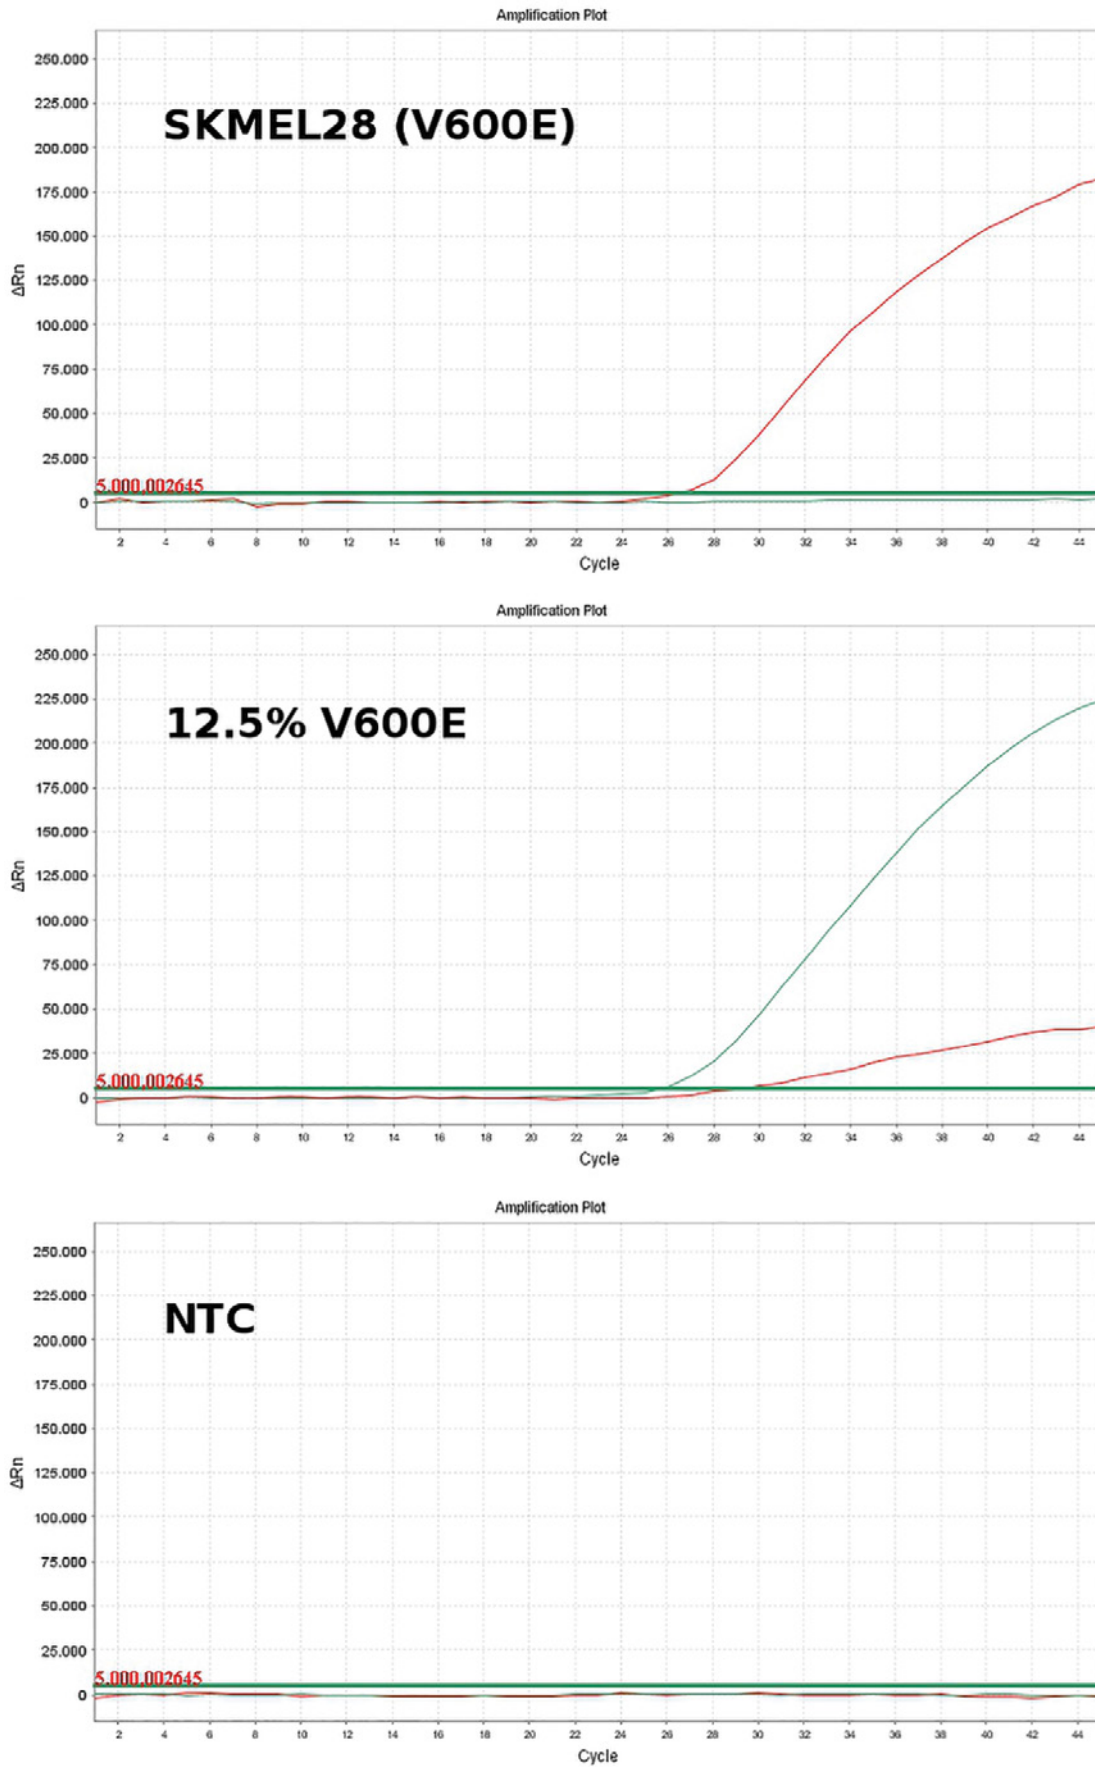 Amplification Plot
250.000
225.000
SKMEL28 (V600E)
200.000
175.000
150.000
ΔRn
125.000
100.000
75.000
50.000
25.000
5.000,002645
0
2 4 6 8 10 12 14 16 18 20 22 24 26 28 30 32 34 36 38 40 42 44
Cycle
Amplification Plot
250.000
225.000
12.5% V600E
200.000
175.000
150.000
ΔRn
125.000
100.000
75.000
50.000
25.000
5.000,002645
0
2 4 6 8 10 12 14 16 18 20 22 24 26 28 30 32 34 36 38 40 42 44
Cycle
Amplification Plot
250.000
225.000
NTC
200.000
175.000
150.000
ΔRn
125.000
100.000
75.000
50.000
25.000
5.000,002645
0
2 4 6 8 10 12 14 16 18 20 22 24 26 28 30 32 34 36 38 40 42 44
Cycle